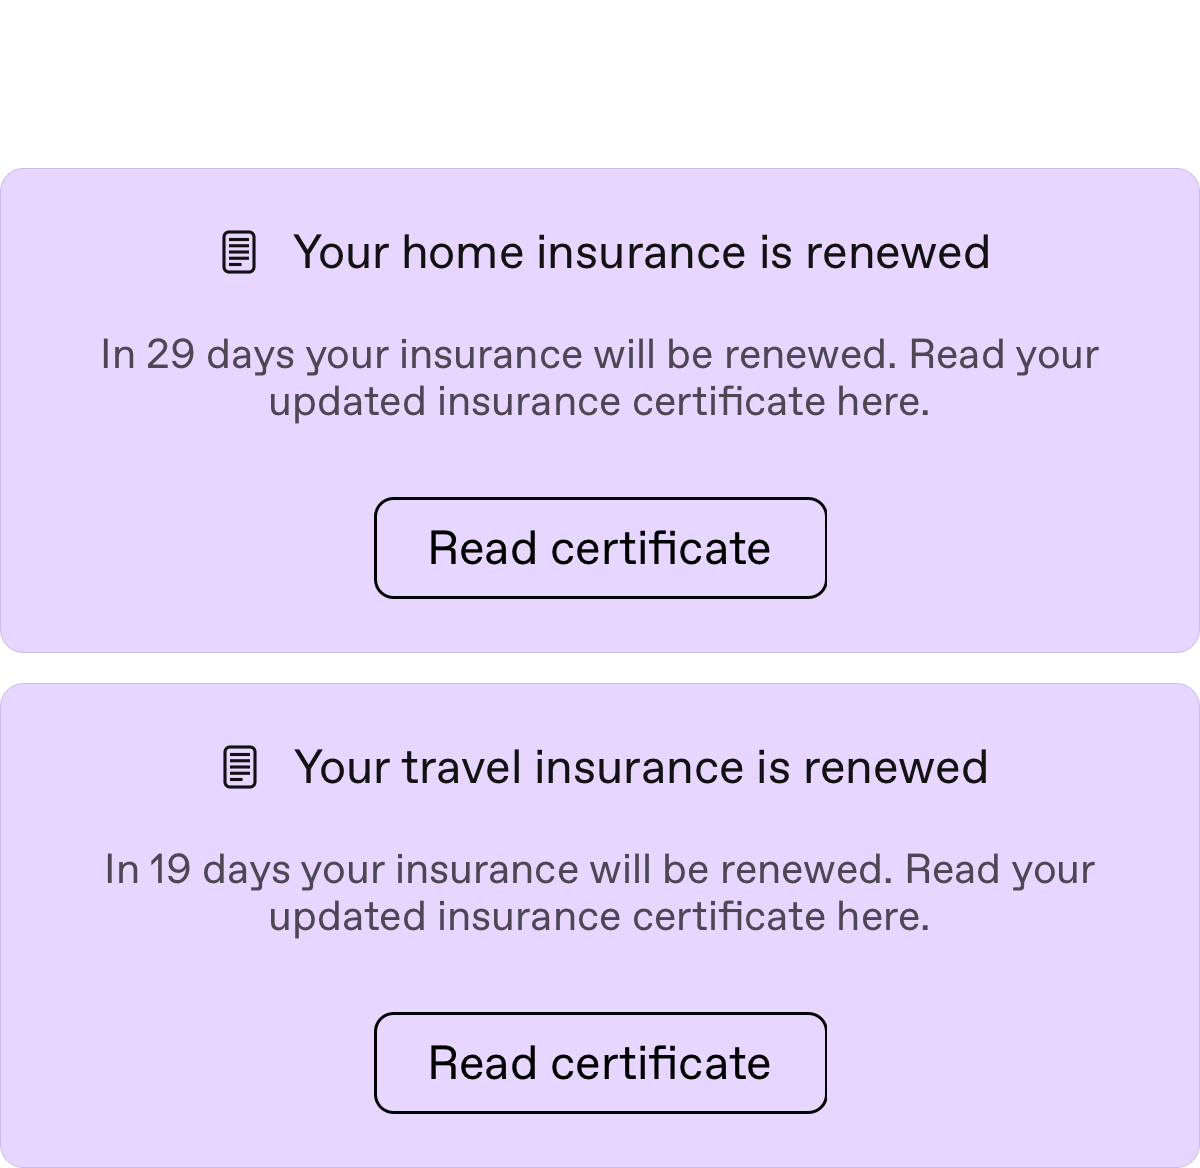 Your home insurance is renewed
In 29 days your insurance will be renewed. Read your
updated insurance certificate here.
Read certificate
Your travel insurance is renewed
In 19 days your insurance will be renewed. Read your
updated insurance certificate here.
Read certificate